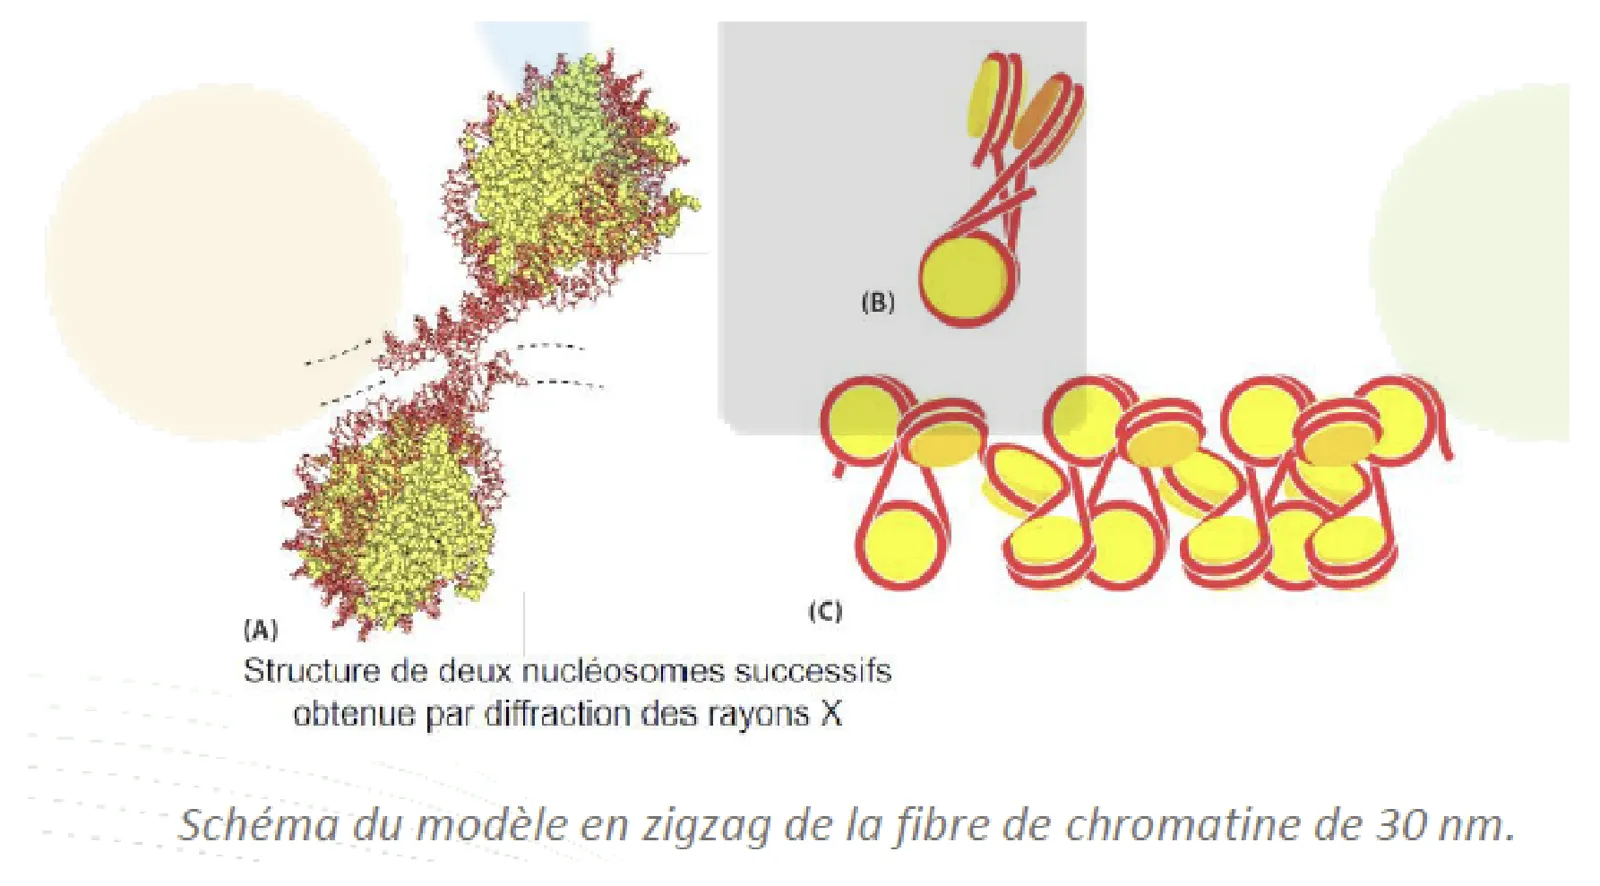 (B)
(C)
(A)
Structure de deux nucléosomes successifs
obtenue par diffraction des rayons X
Schéma du modèle en zigzag de la fibre de chromatine de 30 nm.